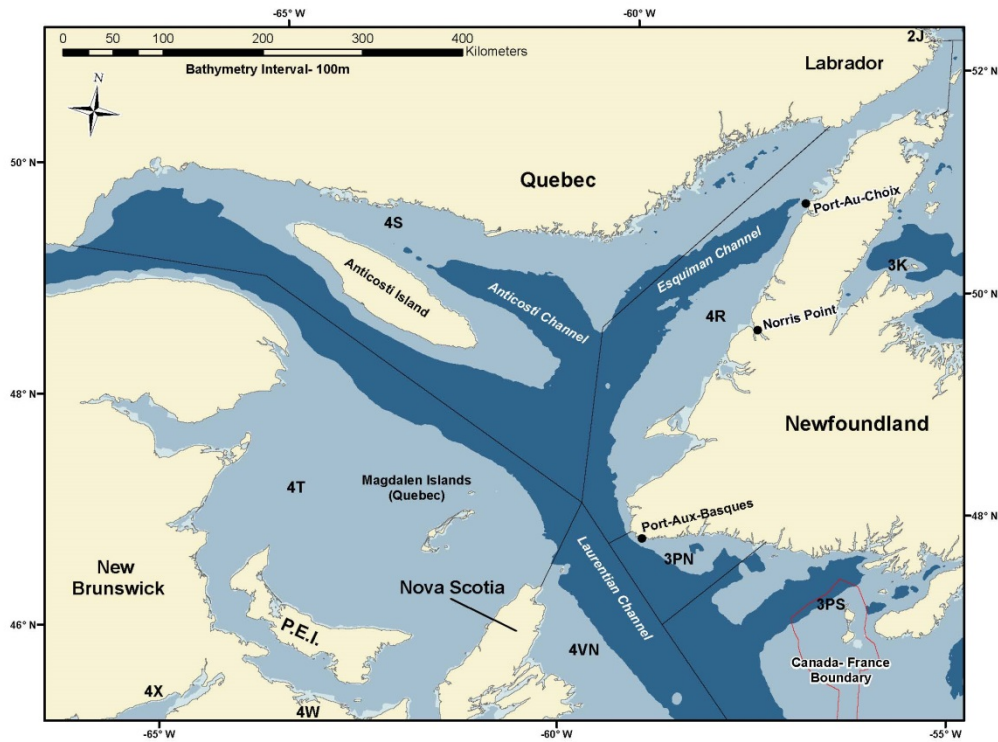 -65° W
-60° W
0 50 100 200 300 400
Kilometers
Bathymetry Interval- 100m
N
2J
Labrador
52° N
50° N
Quebec
Port-Au-Choix
4S
Esquiman Channel
3K
Anticosti Island
Anticosti Channel
50° N
4R
Norris Point
48° N
Newfoundland
Magdalen Islands
(Quebec)
4T
Port-Aux-Basques
48° N
3PN
New
Brunswick
Nova Scotia
Laurentian Channel
3PS
46° N
P.E.I.
4VN
Canada- France
Boundary
4X
4W
-65° W
-60° W
-55° W